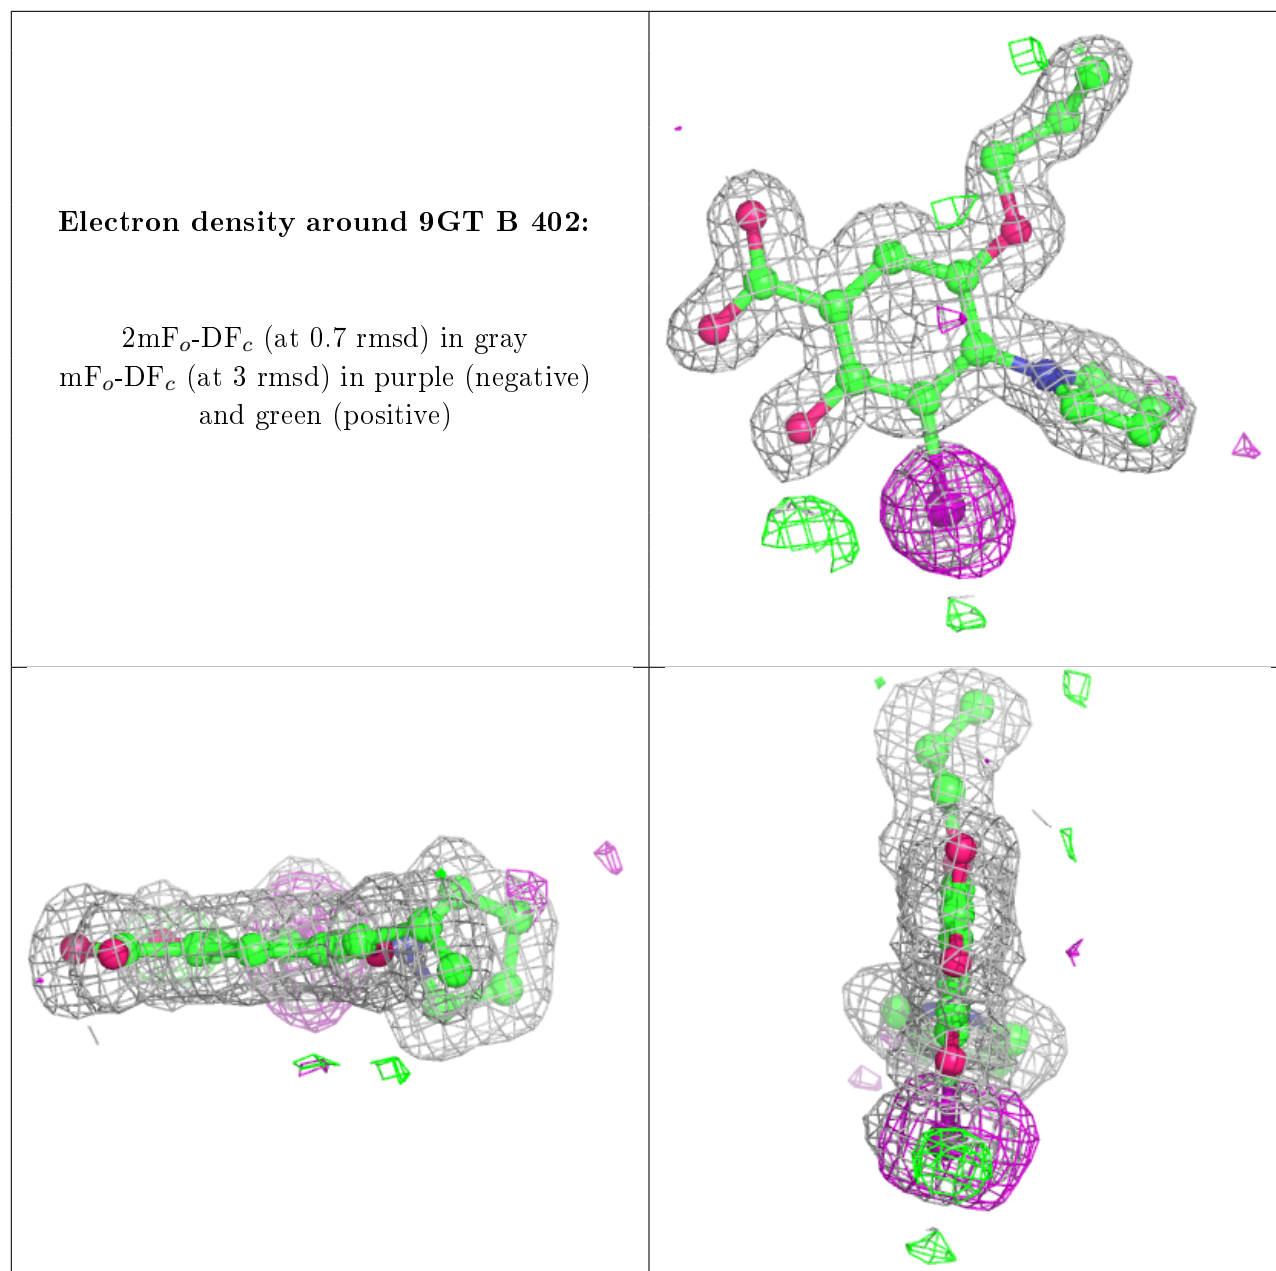 Electron density around 9GT B 402:
2mFo-DFc (at 0.7 rmsd) in gray
mFo-DFc (at 3 rmsd) in purple (negative)
and green (positive)